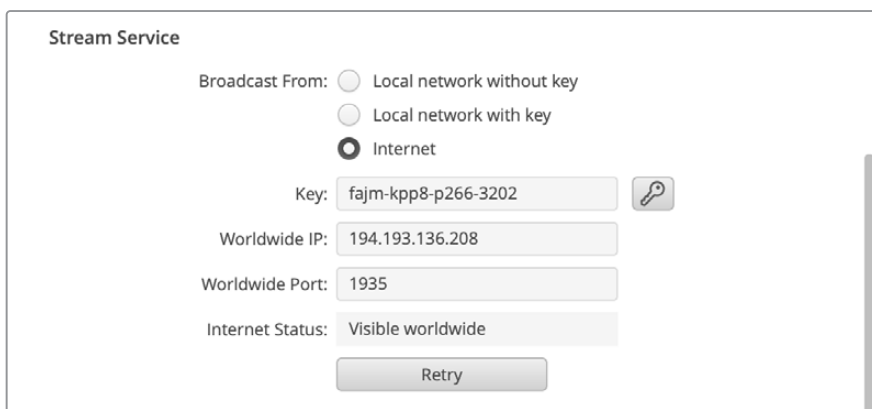 Stream Service
Broadcast From: Local network without key
Local network with key
Internet
Key: fajm-kpp8-p266-3202
Worldwide IP: 194.193.136.208
Worldwide Port: 1935
Internet Status: Visible worldwide
Retry